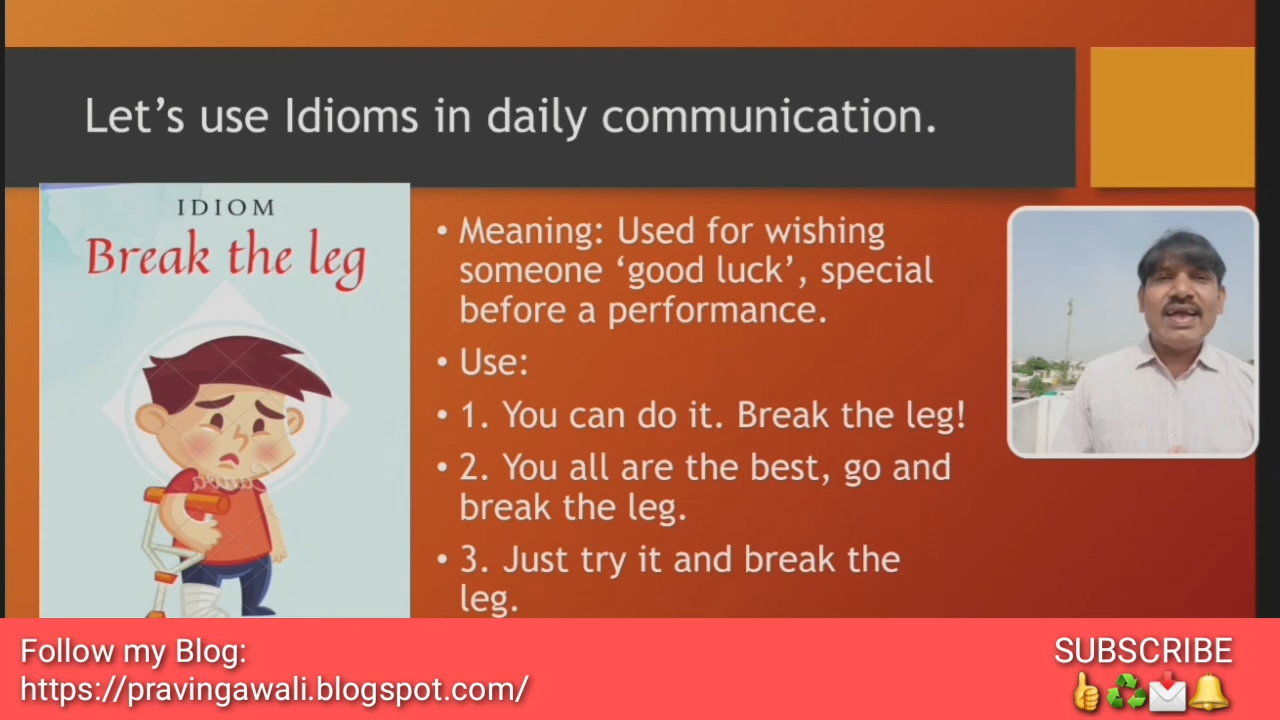 Let’s use Idioms in daily communication.
IDIOM
Break the leg
• Meaning: Used for wishing
someone ‘good luck’, special
before a performance.
• Use:
• 1. You can do it. Break the leg!
• 2. You all are the best, go and
break the leg.
• 3. Just try it and break the
leg.
Follow my Blog:
https://pravingawali.blogspot.com/
SUBSCRIBE